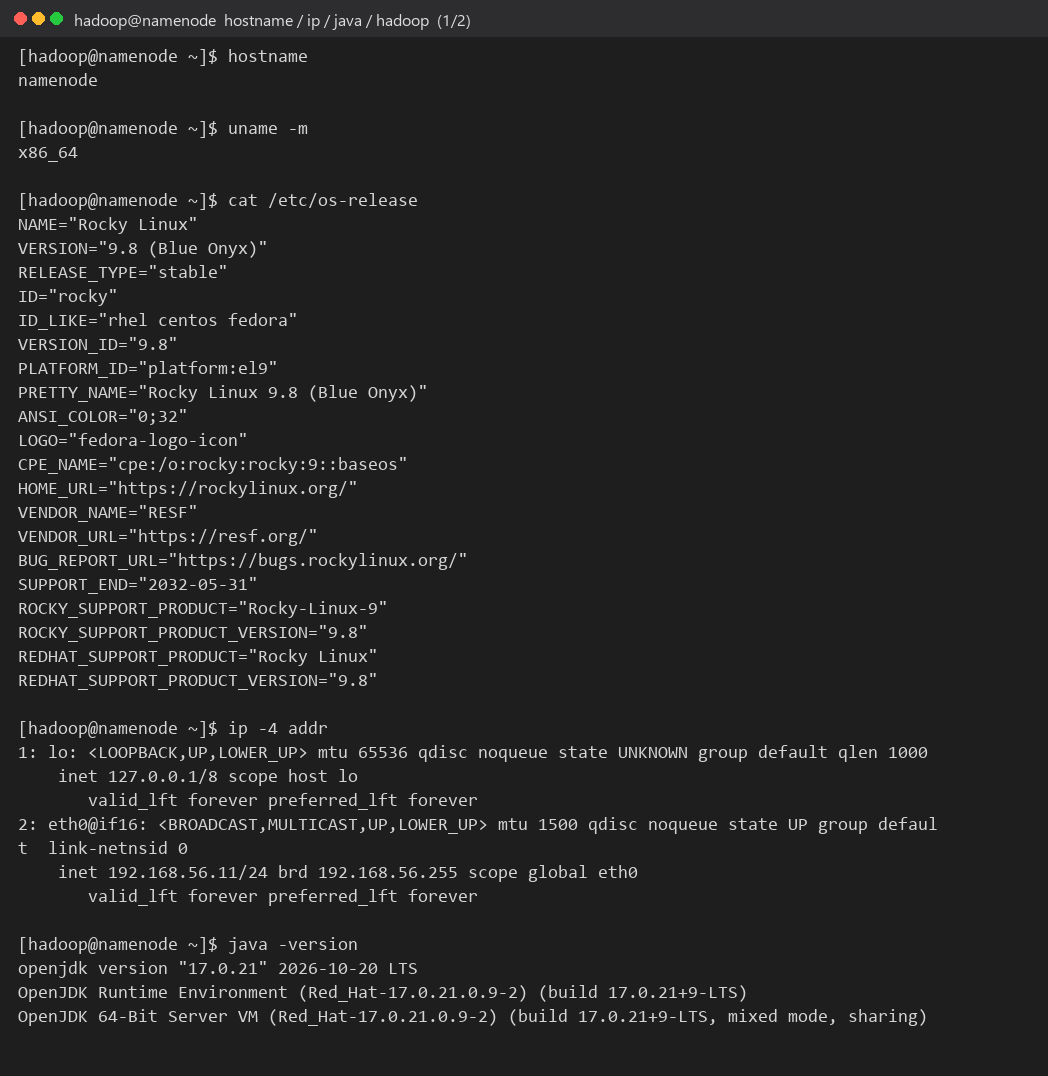 hadoop@namenode hostname / ip / java / hadoop (1/2)
[hadoop@namenode ~]$ hostname
namenode
[hadoop@namenode ~]$ uname -m
x86_64
[hadoop@namenode ~]$ cat /etc/os-release
NAME="Rocky Linux"
VERSION="9.8 (Blue Onyx)"
RELEASE_TYPE="stable"
ID="rocky"
ID_LIKE="rhel centos fedora"
VERSION_ID="9.8"
PLATFORM_ID="platform:el9"
PRETTY_NAME="Rocky Linux 9.8 (Blue Onyx)"
ANSI_COLOR="0;32"
LOGO="fedora-logo-icon"
CPE_NAME="cpe:/o:rocky:rocky:9::baseos"
HOME_URL="https://rockylinux.org/"
VENDOR_NAME="RESF"
VENDOR_URL="https://resf.org/"
BUG_REPORT_URL="https://bugs.rockylinux.org/"
SUPPORT_END="2032-05-31"
ROCKY_SUPPORT_PRODUCT="Rocky-Linux-9"
ROCKY_SUPPORT_PRODUCT_VERSION="9.8"
REDHAT_SUPPORT_PRODUCT="Rocky Linux"
REDHAT_SUPPORT_PRODUCT_VERSION="9.8"
[hadoop@namenode ~]$ ip -4 addr
1: lo: <LOOPBACK,UP,LOWER_UP> mtu 65536 qdisc noqueue state UNKNOWN group default qlen 1000
    inet 127.0.0.1/8 scope host lo
       valid_lft forever preferred_lft forever
2: eth0@if16: <BROADCAST,MULTICAST,UP,LOWER_UP> mtu 1500 qdisc noqueue state UP group defaul
t  link-netnsid 0
    inet 192.168.56.11/24 brd 192.168.56.255 scope global eth0
       valid_lft forever preferred_lft forever
[hadoop@namenode ~]$ java -version
openjdk version "17.0.21" 2026-10-20 LTS
OpenJDK Runtime Environment (Red_Hat-17.0.21.0.9-2) (build 17.0.21+9-LTS)
OpenJDK 64-Bit Server VM (Red_Hat-17.0.21.0.9-2) (build 17.0.21+9-LTS, mixed mode, sharing)